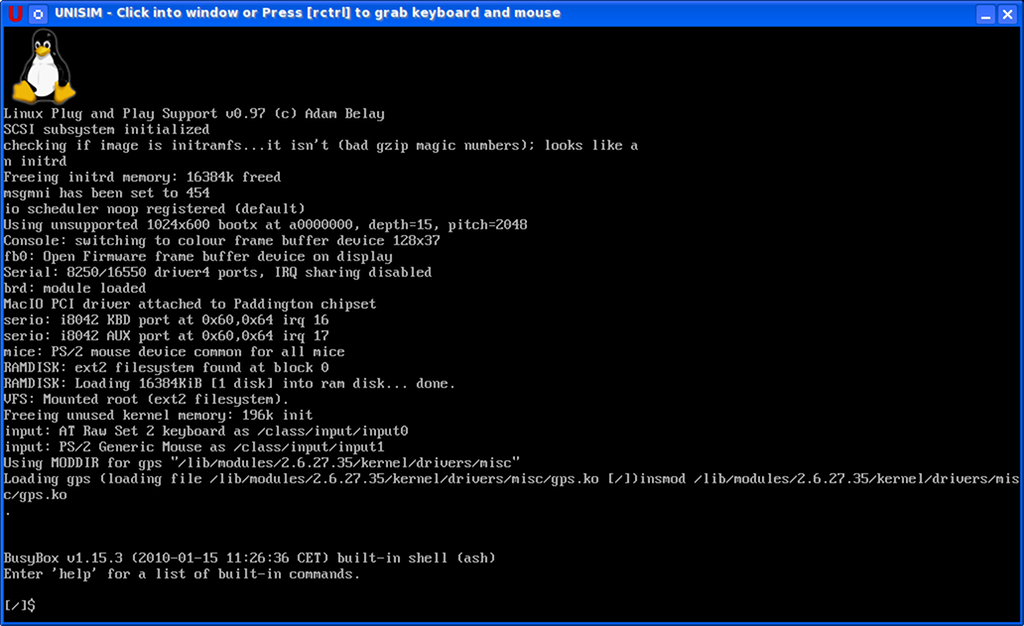 U UNISIM - Click into window or Press [rctrl] to grab keyboard and mouse
Linux Plug and Play Support v0.97 (c) Adam Belay
SCSI subsystem initialized
checking if image is initramfs...it isn't (bad gzip magic numbers); looks like a
n initrd
Freeing initrd memory: 16384k freed
msgmni has been set to 454
io scheduler noop registered (default)
Using unsupported 1024x600 bootx at a0000000, depth=15, pitch=2048
Console: switching to colour frame buffer device 128x37
fb0: Open Firmware frame buffer device on display
Serial: 8250/16550 driver4 ports, IRQ sharing disabled
brd: module loaded
MacIO PCI driver attached to Paddington chipset
serio: i8042 KBD port at 0x60,0x64 irq 16
serio: i8042 AUX port at 0x60,0x64 irq 17
mice: PS/2 mouse device common for all mice
RAMDISK: ext2 filesystem found at block 0
RAMDISK: Loading 16384KiB [1 disk] into ram disk... done.
VFS: Mounted root (ext2 filesystem).
Freeing unused kernel memory: 196k init
input: AT Raw Set 2 keyboard as /class/input/input0
input: PS/2 Generic Mouse as /class/input/input1
Using MODDIR for gps "/lib/modules/2.6.27.35/kernel/drivers/misc"
Loading gps (loading file /lib/modules/2.6.27.35/kernel/drivers/misc/gps.ko [/])insmod /lib/modules/2.6.27.35/kernel/drivers/mis
c/gps.ko
.
BusyBox v1.15.3 (2010-01-15 11:26:36 CET) built-in shell (ash)
Enter 'help' for a list of built-in commands.
[/]$